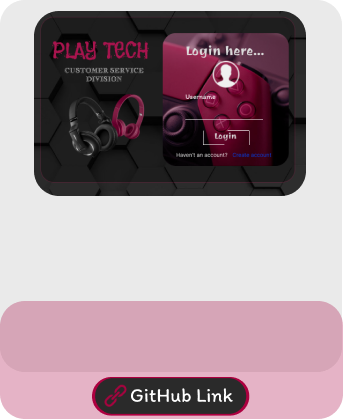 PLAY TECH
CUSTOMER SERVICE
DIVISION
Login here...
Username
Login
Haven't an account? Create account
GitHub Link